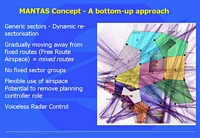 MANTAS Concept - A bottom-up approach
Generic sectors - Dynamic re-
sectorisation
Gradually moving away from
fixed routes (Free Route
Airspace) = mixed routes
No fixed sector groups
Flexible use of airspace
Potential to remove planning
controller role
Voiceless Radar Control